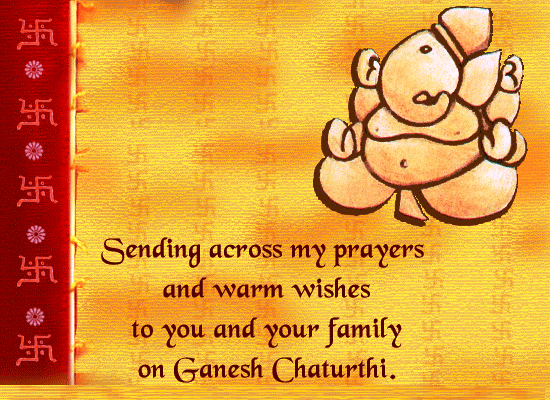 Sending across my prayers
and warm wishes
to you and your family
on Ganesh Chaturthi.